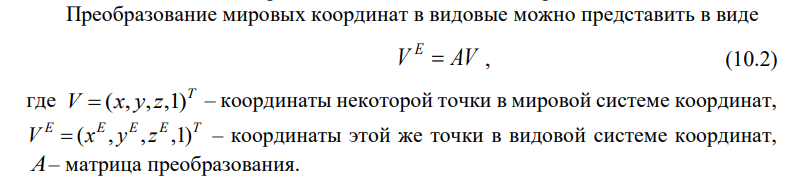 Преобразование мировых координат в видовые можно представить в виде
V^E = AV , (10.2)
где V = (x, y, z,1)^T – координаты некоторой точки в мировой системе координат,
V^E = (x^E, y^E, z^E,1)^T – координаты этой же точки в видовой системе координат,
A – матрица преобразования.